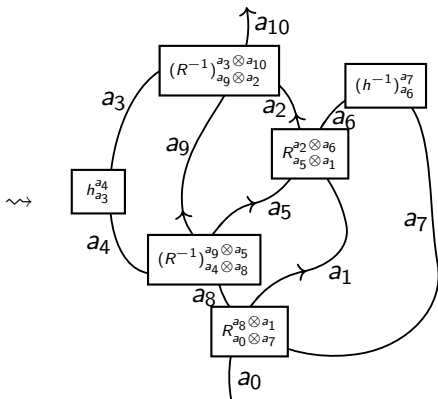 a₁₀
(R⁻¹)^{a₃⊗a₁₀}_{a₉⊗a₂}
(h⁻¹)^{a₇}_{a₆}
a₃
a₂
a₆
a₉
R^{a₂⊗a₆}_{a₅⊗a₁}
⇝
h^{a₄}_{a₃}
a₅
a₇
a₄
(R⁻¹)^{a₉⊗a₅}_{a₄⊗a₈}
a₁
a₈
R^{a₈⊗a₁}_{a₀⊗a₇}
a₀